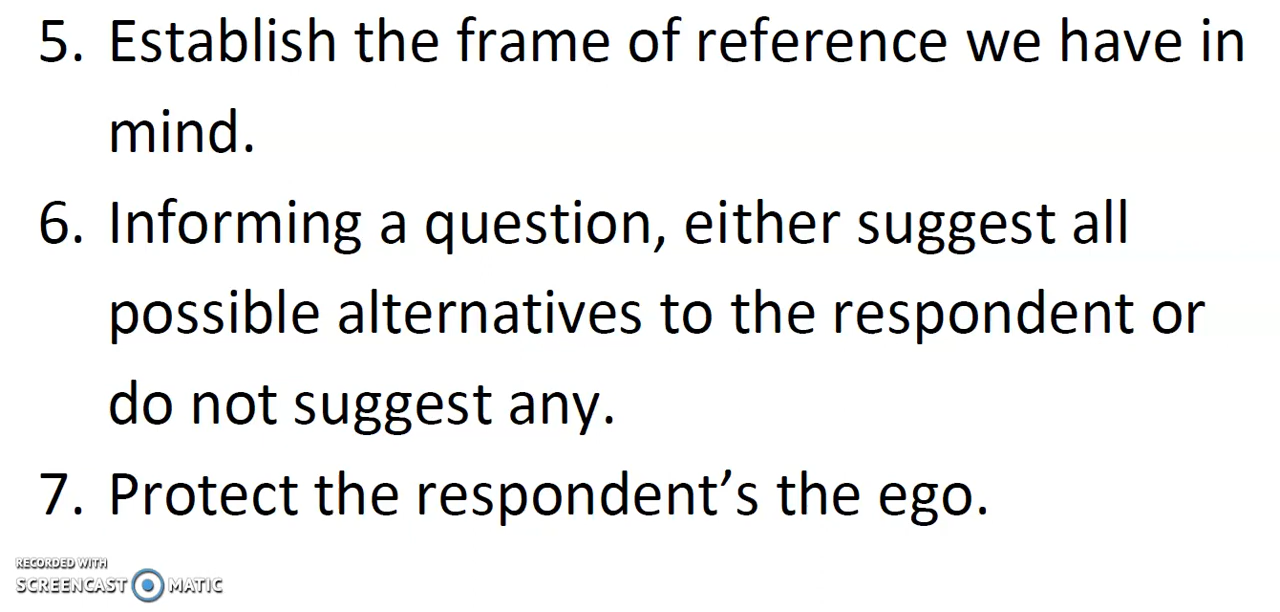 5. Establish the frame of reference we have in
mind.
6. Informing a question, either suggest all
possible alternatives to the respondent or
do not suggest any.
7. Protect the respondent’s the ego.
RECORDED WITH
SCREENCAST MATIC